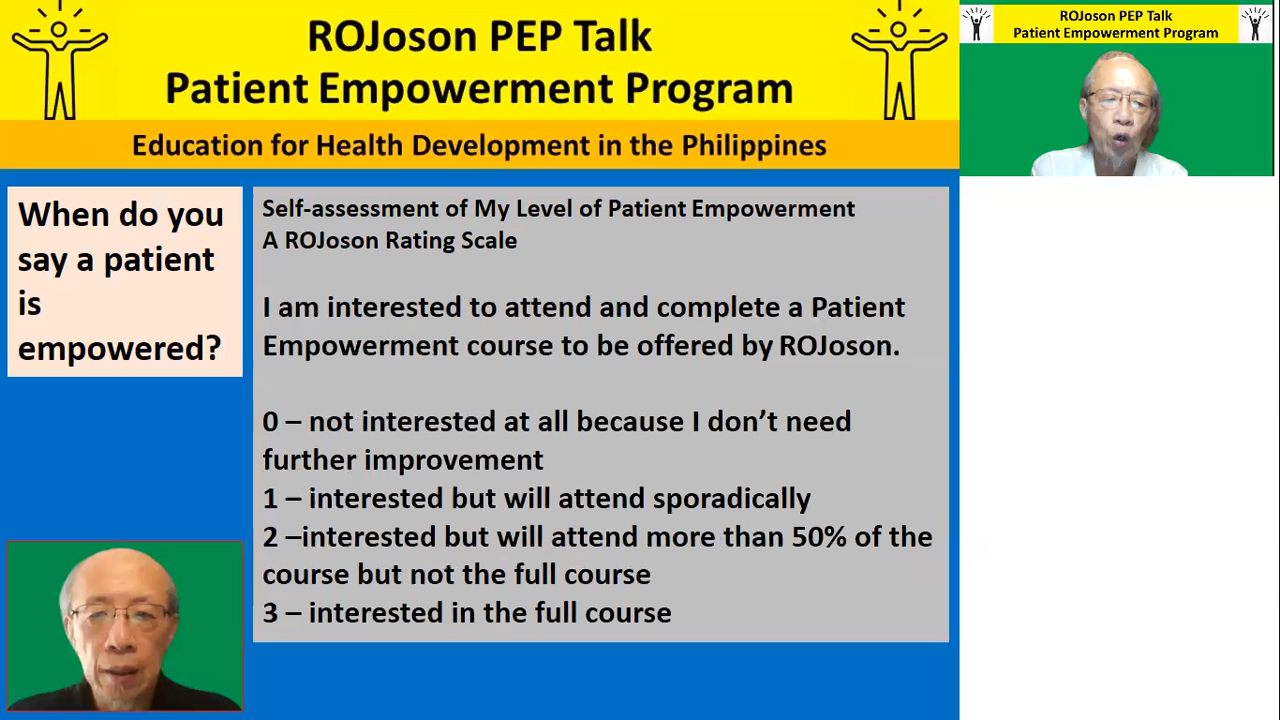 ROJoson PEP Talk
Patient Empowerment Program
Education for Health Development in the Philippines
When do you
say a patient
is
empowered?
Self-assessment of My Level of Patient Empowerment
A ROJoson Rating Scale
I am interested to attend and complete a Patient
Empowerment course to be offered by ROJoson.
0 – not interested at all because I don’t need
further improvement
1 – interested but will attend sporadically
2 –interested but will attend more than 50% of the
course but not the full course
3 – interested in the full course
ROJoson PEP Talk
Patient Empowerment Program